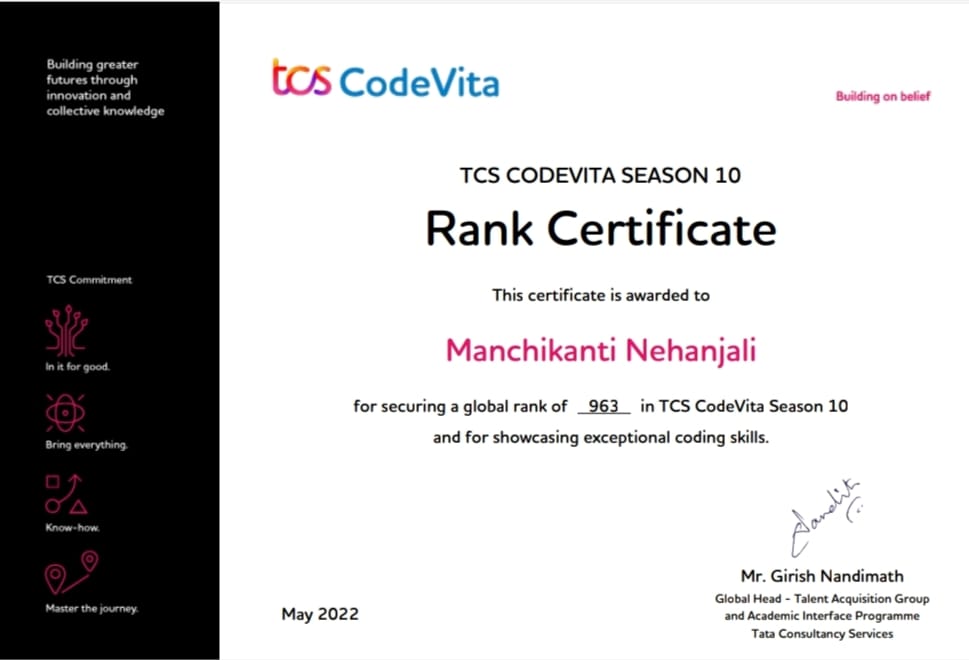 Building greater
futures through
innovation and
collective knowledge
TCS Commitment
In it for good.
Bring everything.
Know-how.
Master the journey.
tcs CodeVita
Building on belief
TCS CODEVITA SEASON 10
Rank Certificate
This certificate is awarded to
Manchikanti Nehanjali
for securing a global rank of 963 in TCS CodeVita Season 10
and for showcasing exceptional coding skills.
May 2022
Mr. Girish Nandimath
Global Head - Talent Acquisition Group
and Academic Interface Programme
Tata Consultancy Services